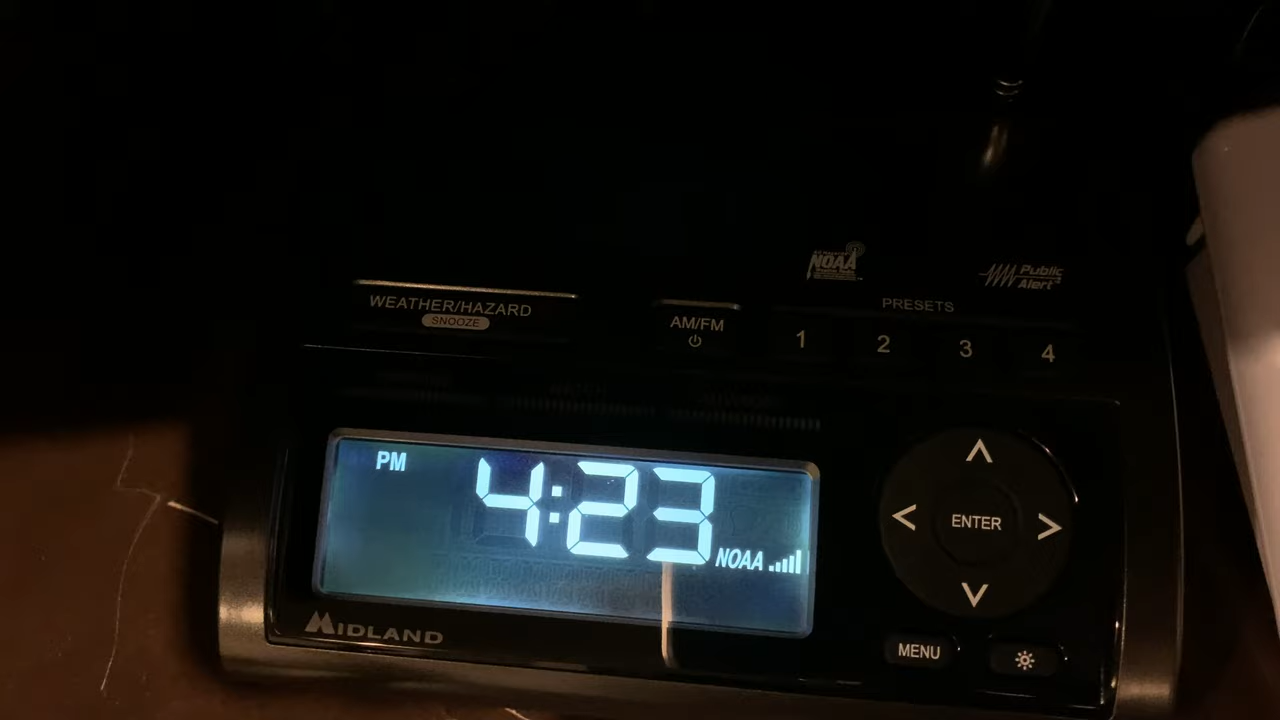 NOAA
Public
Alert
WEATHER/HAZARD
SNOOZE
AM/FM
PRESETS
1 2 3 4
PM 4:23
NOAA
MIDLAND
ENTER
MENU